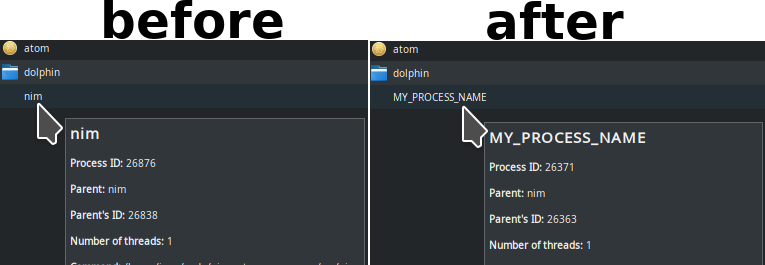 before
atom
dolphin
nim
nim
Process ID: 26876
Parent: nim
Parent's ID: 26838
Number of threads: 1
after
atom
dolphin
MY_PROCESS_NAME
MY_PROCESS_NAME
Process ID: 26371
Parent: nim
Parent's ID: 26363
Number of threads: 1